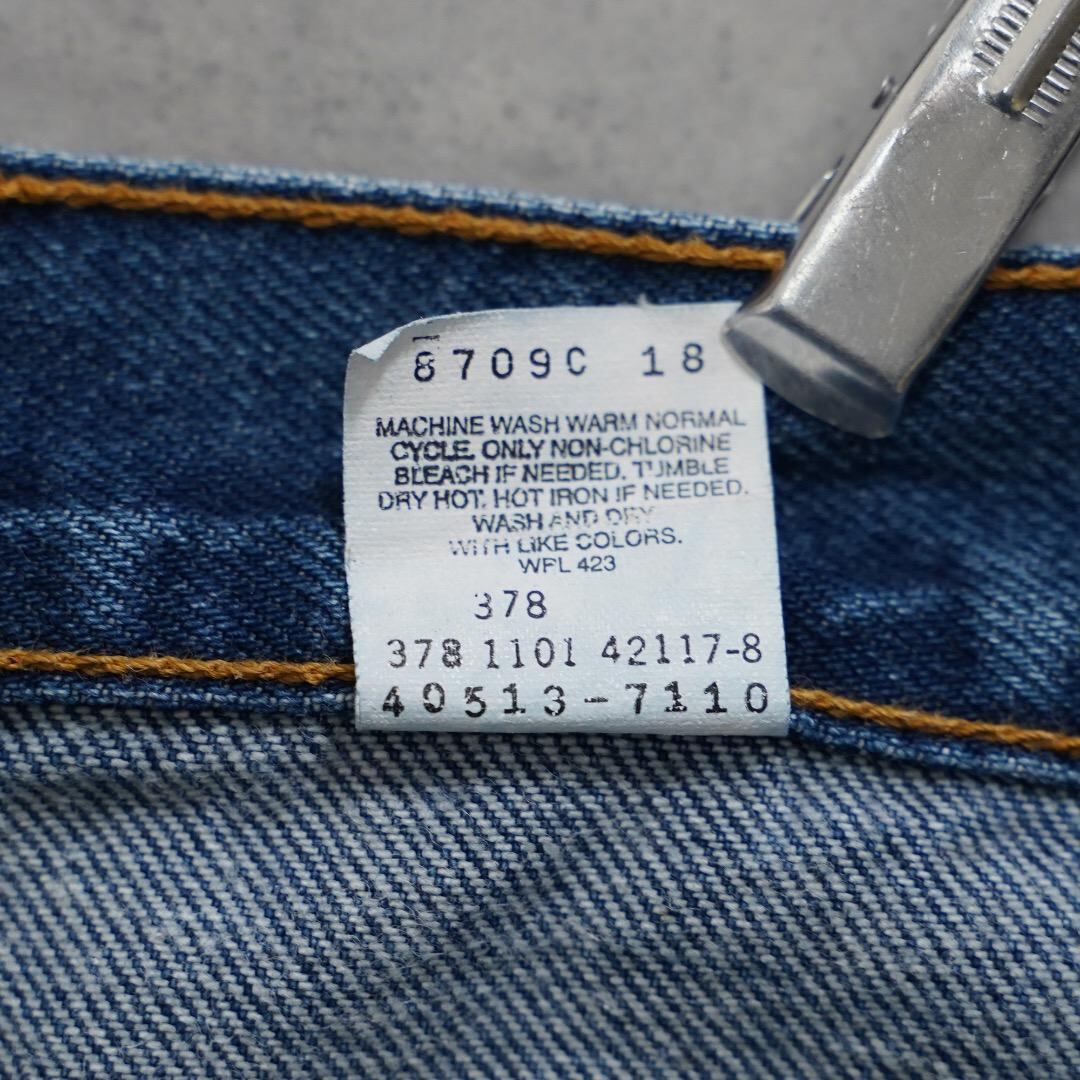 8709C 18
MACHINE WASH WARM NORMAL
CYCLE. ONLY NON-CHLORINE
BLEACH IF NEEDED. TUMBLE
DRY HOT. HOT IRON IF NEEDED.
WASH AND DRY
WITH LIKE COLORS.
WPL 423
378
378 1101 42117-8
40513-7110